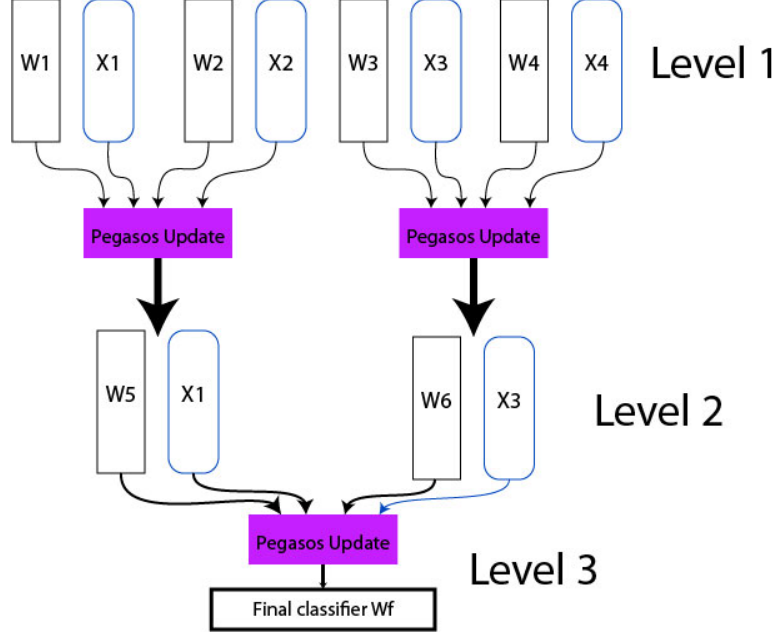 W1
X1
W2
X2
W3
X3
W4
X4
Level 1
Pegasos Update
Pegasos Update
W5
X1
W6
X3
Level 2
Pegasos Update
Level 3
Final classifier Wf